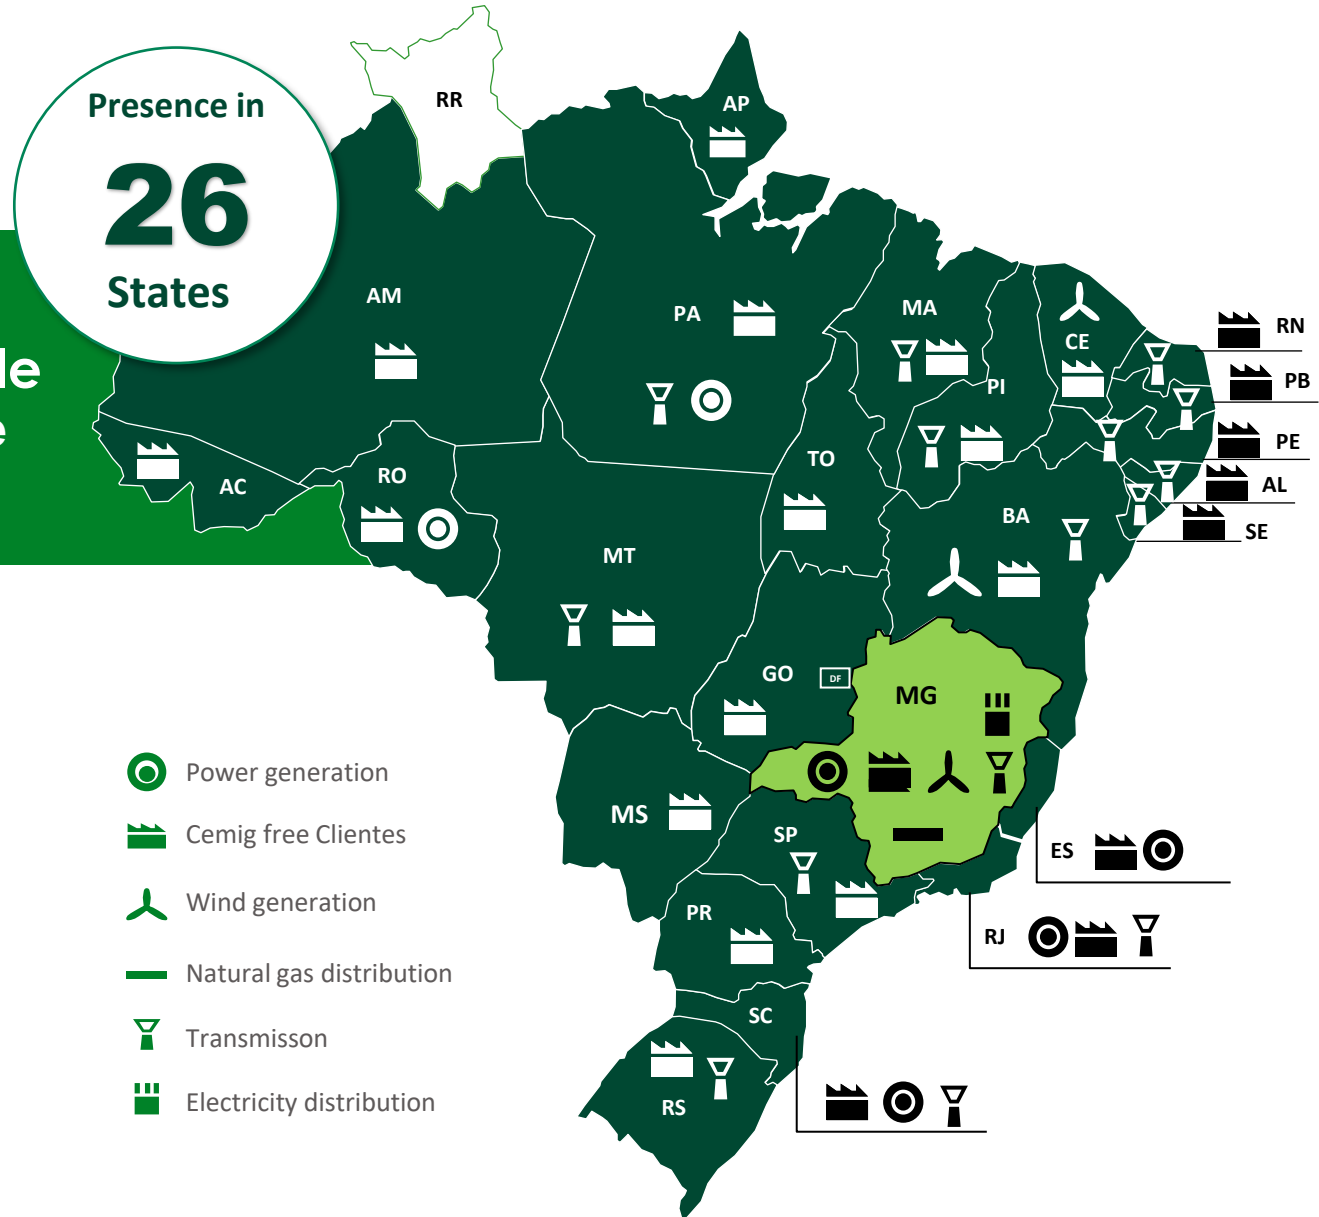 Presence in
26
States
le
e
RR
AP
AM
PA
MA
CE
PI
RN
PB
PE
AL
SE
AC
RO
TO
BA
MT
GO
DF
MG
MS
SP
ES
PR
RJ
SC
RS
Power generation
Cemig free Clientes
Wind generation
Natural gas distribution
Transmisson
Electricity distribution